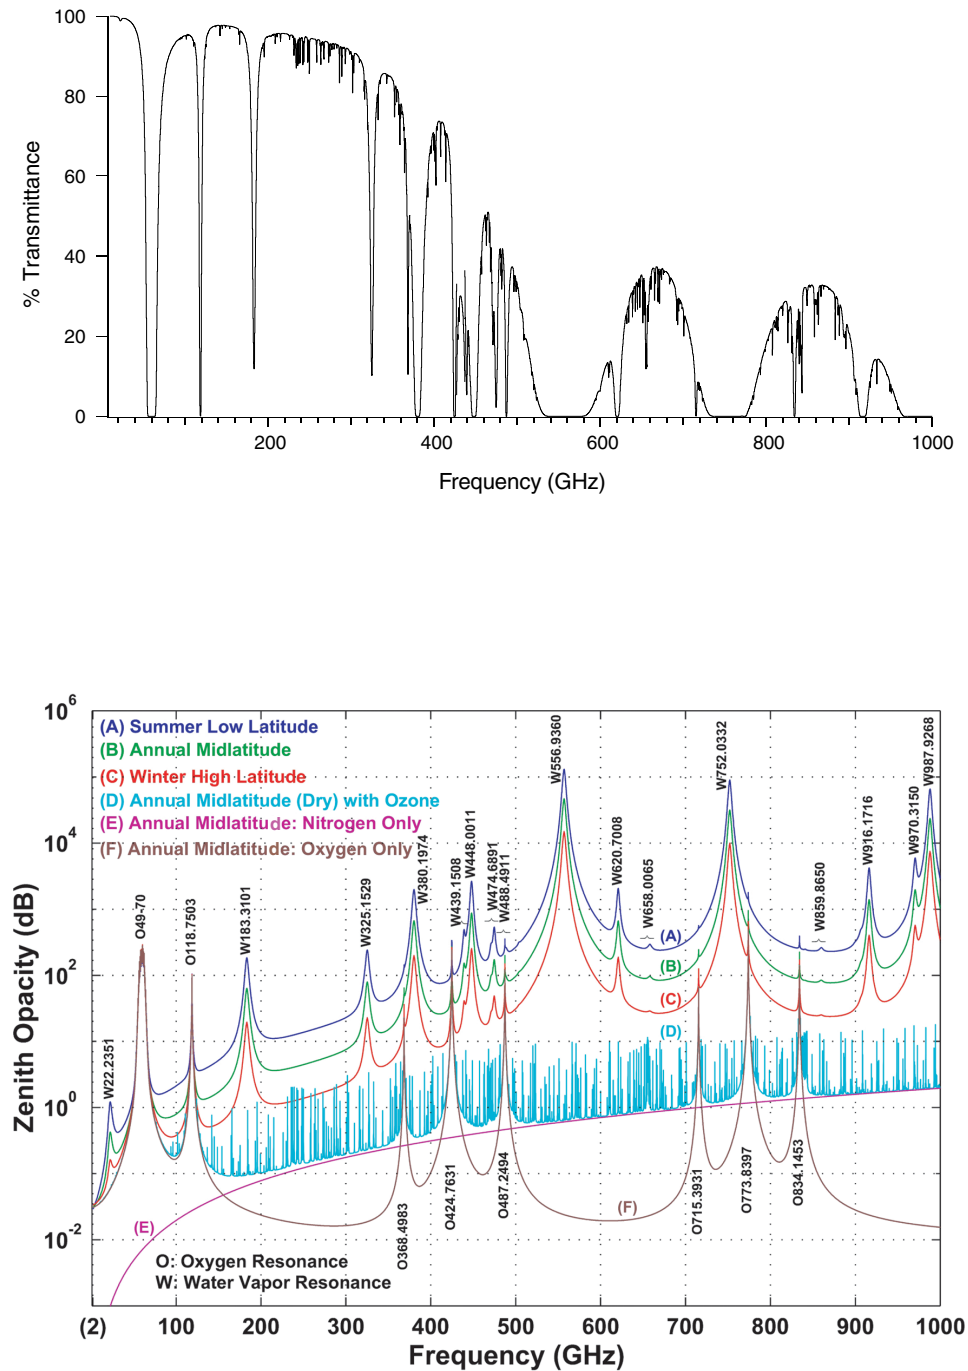 100
80
60
40
20
0
% Transmittance
200
400
600
800
1000
Frequency (GHz)
10^6
10^4
10^2
10^0
10^-2
Zenith Opacity (dB)
(A) Summer Low Latitude
(B) Annual Midlatitude
(C) Winter High Latitude
(D) Annual Midlatitude (Dry) with Ozone
(E) Annual Midlatitude: Nitrogen Only
(F) Annual Midlatitude: Oxygen Only
W22.2351
O49-70
O118.7503
W183.3101
W325.1529
W380.1974
W439.1508
W448.0011
W474.6891
W488.4911
W556.9360
W620.7008
W658.0065
W752.0332
W859.8650
W916.1716
W970.3150
W987.9268
(A)
(B)
(C)
(D)
(E)
(F)
O368.4983
O424.7631
O487.2494
O715.3931
O773.8397
O834.1453
O: Oxygen Resonance
W: Water Vapor Resonance
(2) 100 200 300 400 500 600 700 800 900 1000
Frequency (GHz)